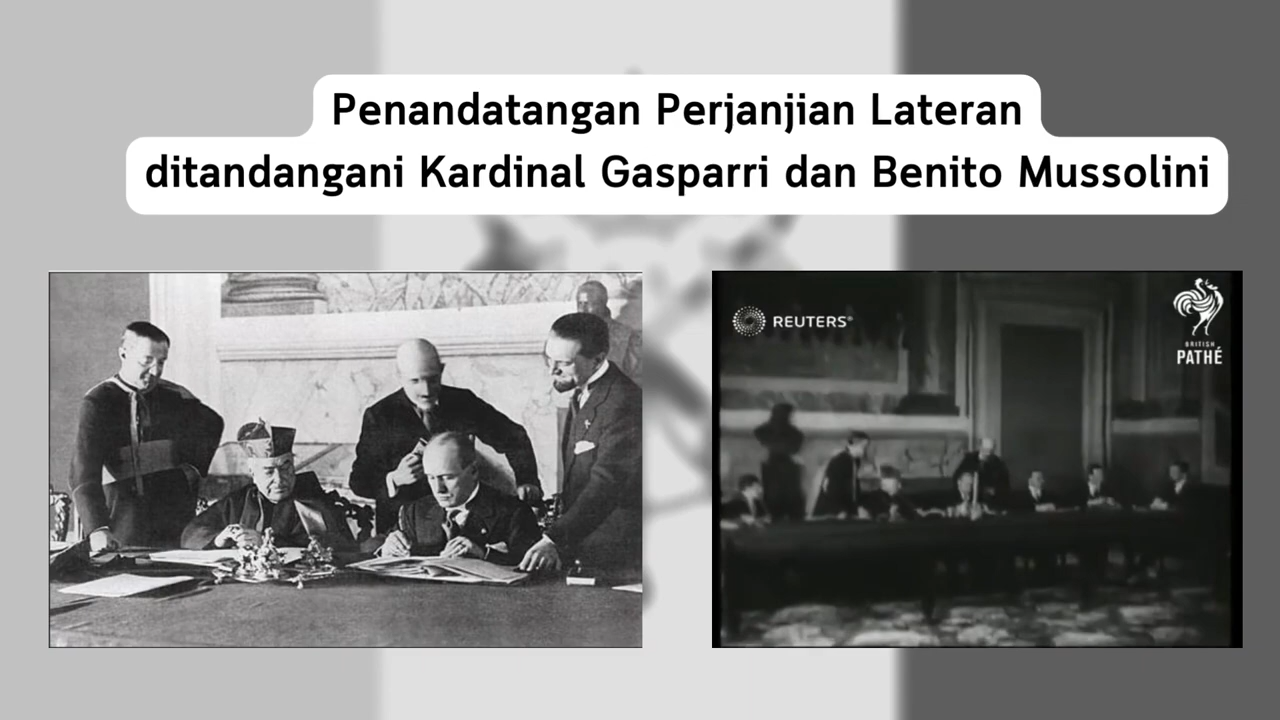 Penandatangan Perjanjian Lateran
ditandangani Kardinal Gasparri dan Benito Mussolini
REUTERS®
BRITISH
PATHÉ